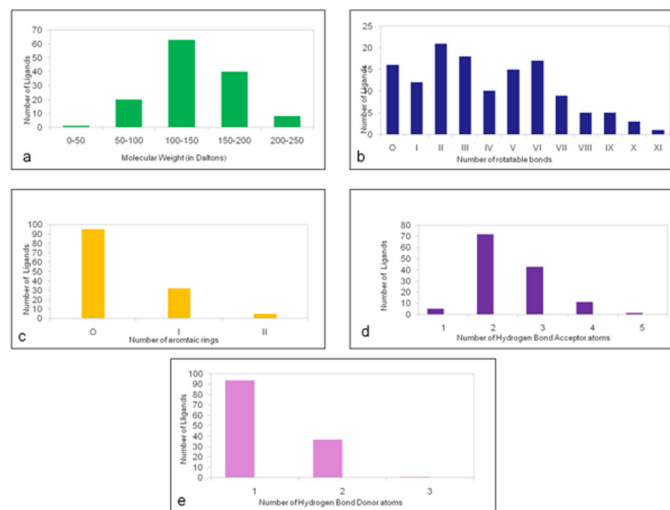 70
60
50
40
30
20
10
0
Number of Ligands
0-50 50-100 100-150 150-200 200-250
Molecular Weight (in Daltons)
a
25
20
15
10
5
0
Number of Ligands
O I II III IV V VI VII VIII IX X XI
Number of rotatable bonds
b
100
90
80
70
60
50
40
30
20
10
0
Number of Ligands
O I II
Number of aromtaic rings
c
80
70
60
50
40
30
20
10
0
Number of Ligands
1 2 3 4 5
Number of Hydrogen Bond Acceptor atoms
d
100
90
80
70
60
50
40
30
20
10
0
Number of Lligands
1 2 3
Number of Hydrogen Bond Donor atoms
e